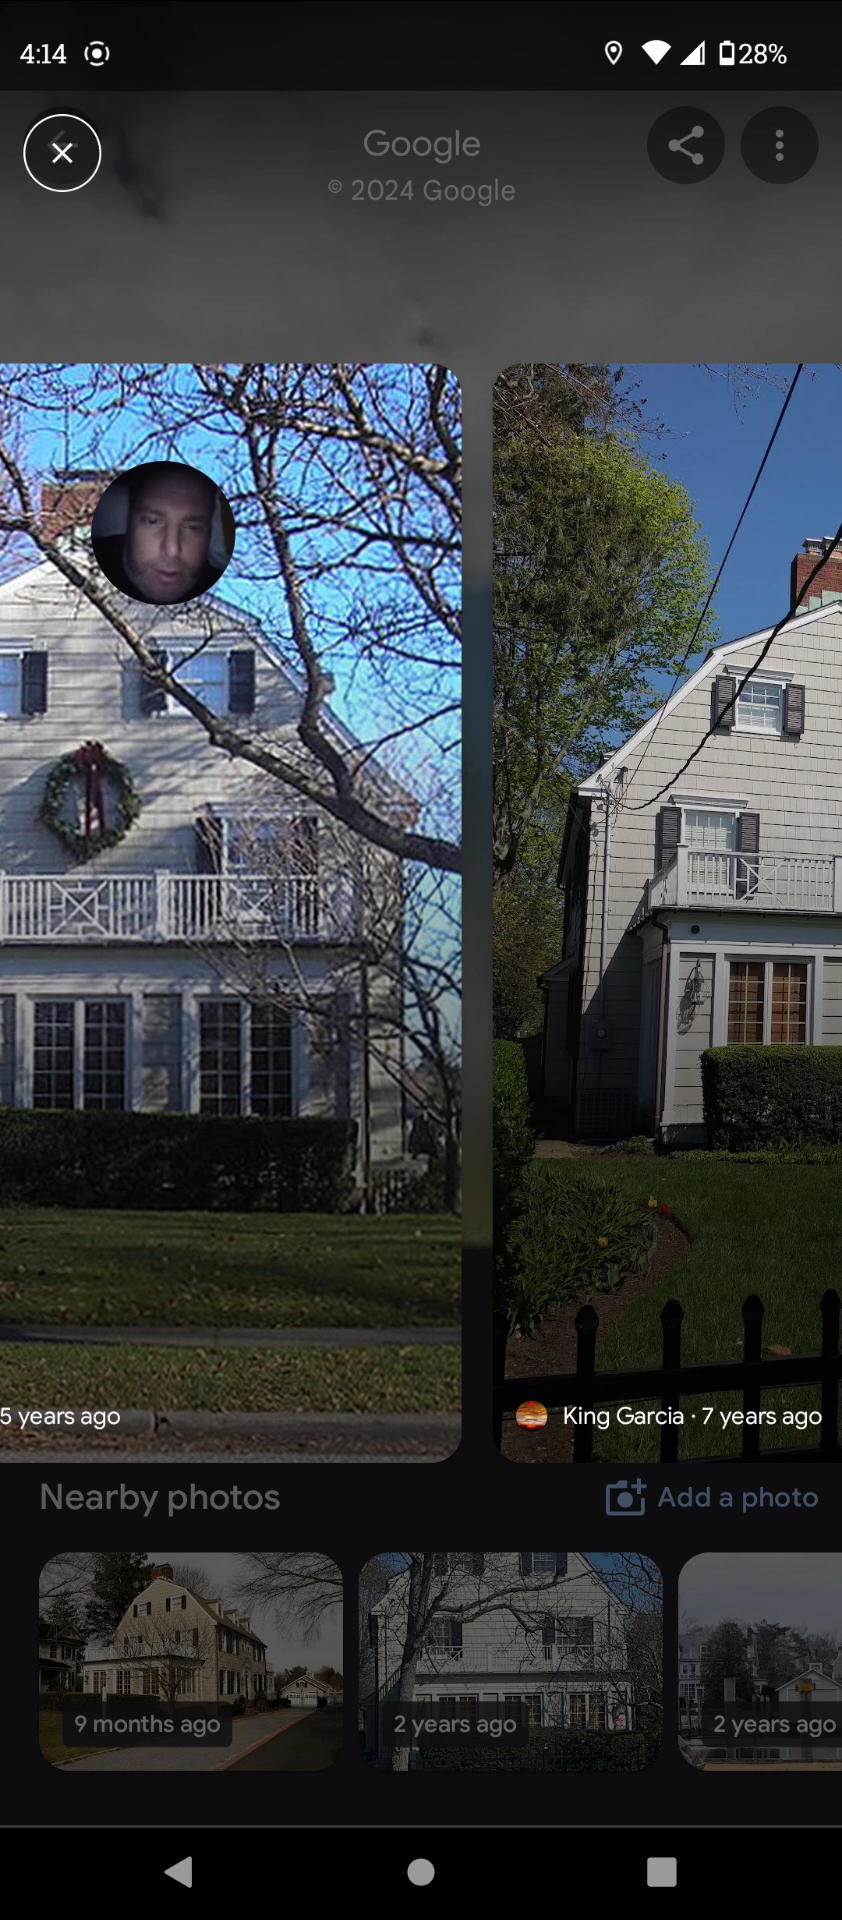 4:14
28%
Google
© 2024 Google
5 years ago
King Garcia · 7 years ago
Nearby photos
Add a photo
9 months ago
2 years ago
2 years ago